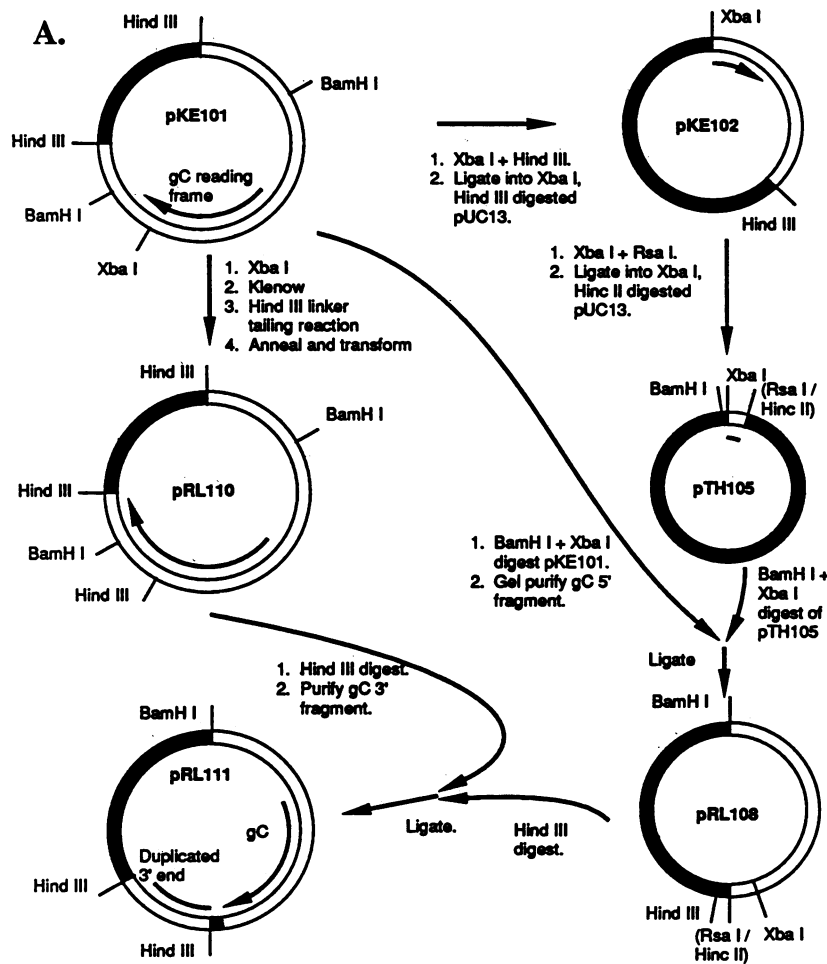 A.
Hind III
BamH I
pKE101
Hind III
gC reading
frame
BamH I
Xba I
1. Xba I + Hind III.
2. Ligate into Xba I,
Hind III digested
pUC13.
Xba I
pKE102
Hind III
1. Xba I + Rsa I.
2. Ligate into Xba I,
Hinc II digested
pUC13.
1. Xba I
2. Klenow
3. Hind III linker
tailing reaction
4. Anneal and transform
Hind III
BamH I
pRL110
Hind III
BamH I
Hind III
Xba I
BamH I
(Rsa I /
Hinc II)
pTH105
1. BamH I + Xba I
digest pKE101.
2. Gel purify gC 5'
fragment.
BamH I +
Xba I
digest of
pTH105
Ligate
1. Hind III digest.
2. Purify gC 3'
fragment.
BamH I
pRL111
gC
Duplicated
3' end
Hind III
Hind III
Ligate.
Hind III
digest.
BamH I
pRL108
Hind III
(Rsa I /
Hinc II)
Xba I